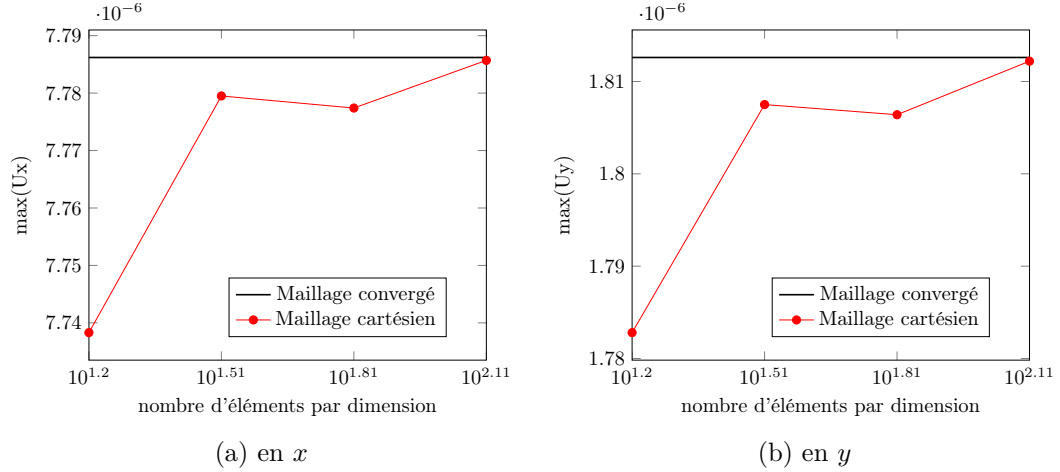 ·10^−6
7.79
7.78
7.77
7.76
7.75
7.74
max(Ux)
Maillage convergé
Maillage cartésien
10^1.2
10^1.51
10^1.81
10^2.11
nombre d'éléments par dimension
(a) en x
·10^−6
1.81
1.8
1.79
1.78
max(Uy)
Maillage convergé
Maillage cartésien
10^1.2
10^1.51
10^1.81
10^2.11
nombre d'éléments par dimension
(b) en y